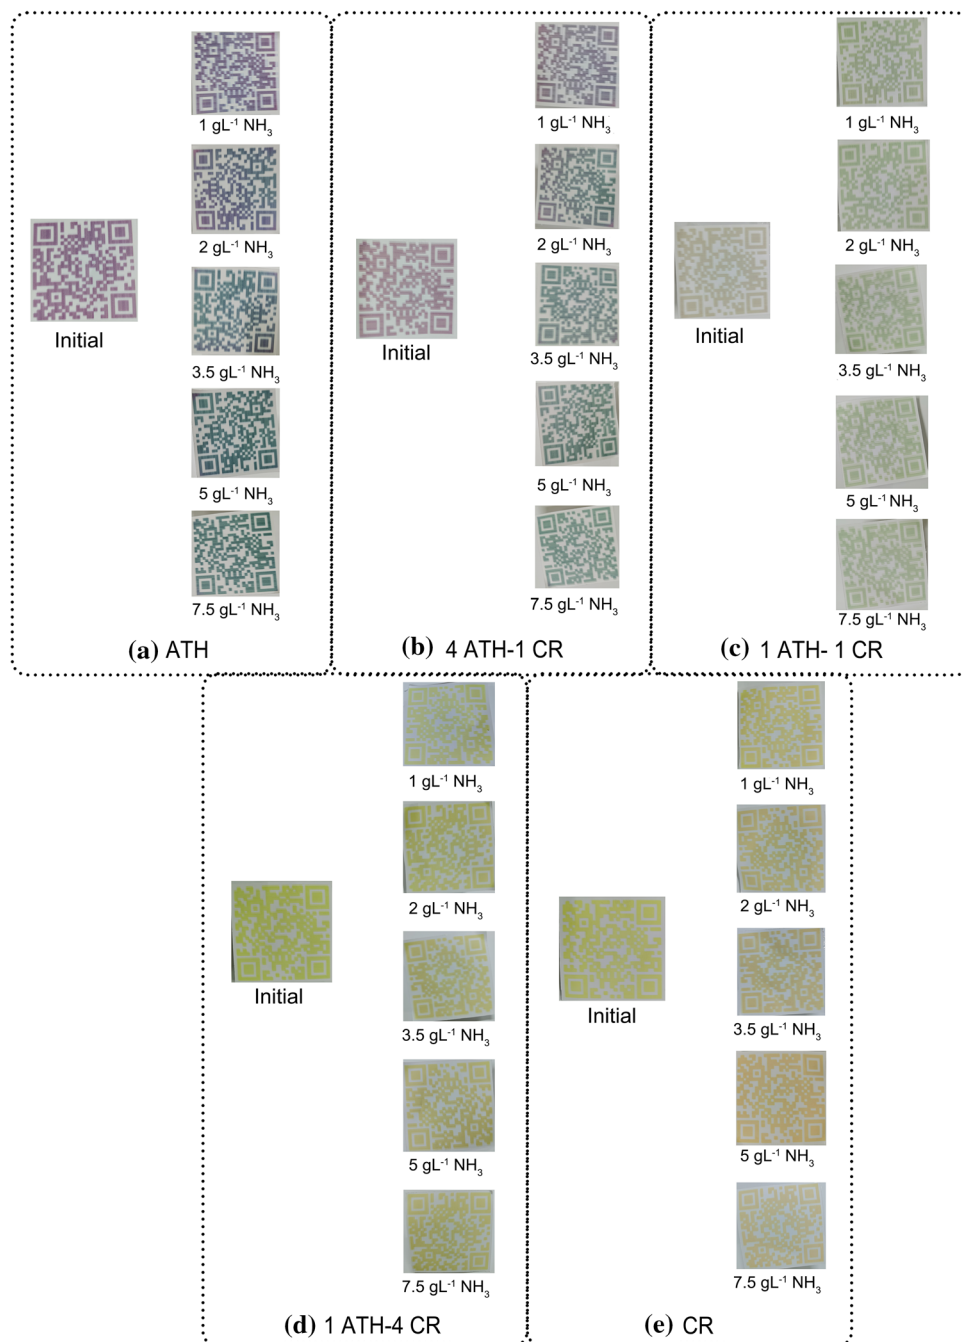 1 gL⁻¹ NH₃
2 gL⁻¹ NH₃
Initial
3.5 gL⁻¹ NH₃
5 gL⁻¹ NH₃
7.5 gL⁻¹ NH₃
(a) ATH
1 gL⁻¹ NH₃
2 gL⁻¹ NH₃
Initial
3.5 gL⁻¹ NH₃
5 gL⁻¹ NH₃
7.5 gL⁻¹ NH₃
(b) 4 ATH-1 CR
1 gL⁻¹ NH₃
2 gL⁻¹ NH₃
Initial
3.5 gL⁻¹ NH₃
5 gL⁻¹ NH₃
7.5 gL⁻¹ NH₃
(c) 1 ATH- 1 CR
1 gL⁻¹ NH₃
2 gL⁻¹ NH₃
Initial
3.5 gL⁻¹ NH₃
5 gL⁻¹ NH₃
7.5 gL⁻¹ NH₃
(d) 1 ATH-4 CR
1 gL⁻¹ NH₃
2 gL⁻¹ NH₃
Initial
3.5 gL⁻¹ NH₃
5 gL⁻¹ NH₃
7.5 gL⁻¹ NH₃
(e) CR